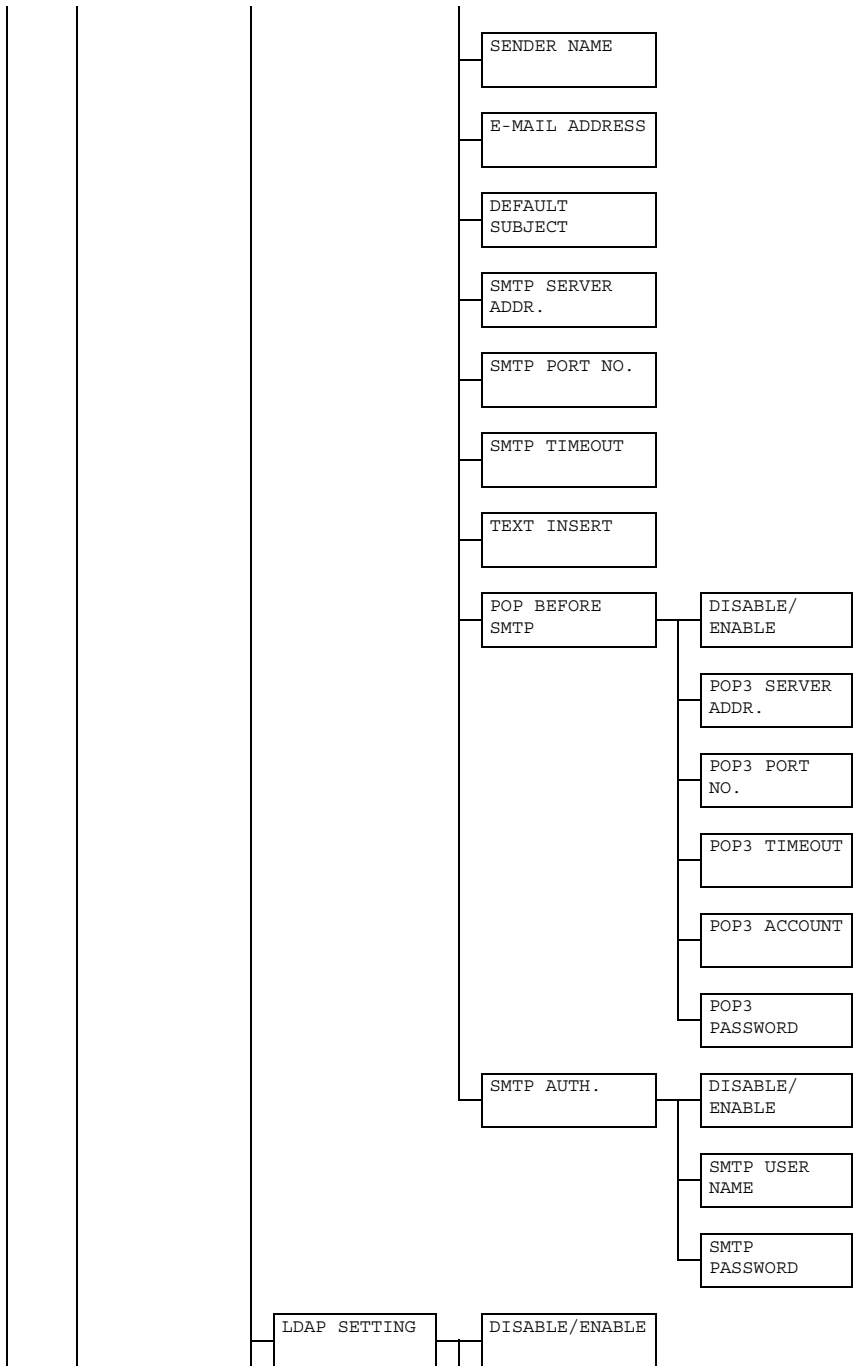 SENDER NAME
E-MAIL ADDRESS
DEFAULT
SUBJECT
SMTP SERVER
ADDR.
SMTP PORT NO.
SMTP TIMEOUT
TEXT INSERT
POP BEFORE
SMTP
DISABLE/
ENABLE
POP3 SERVER
ADDR.
POP3 PORT
NO.
POP3 TIMEOUT
POP3 ACCOUNT
POP3
PASSWORD
SMTP AUTH.
DISABLE/
ENABLE
SMTP USER
NAME
SMTP
PASSWORD
LDAP SETTING
DISABLE/ENABLE